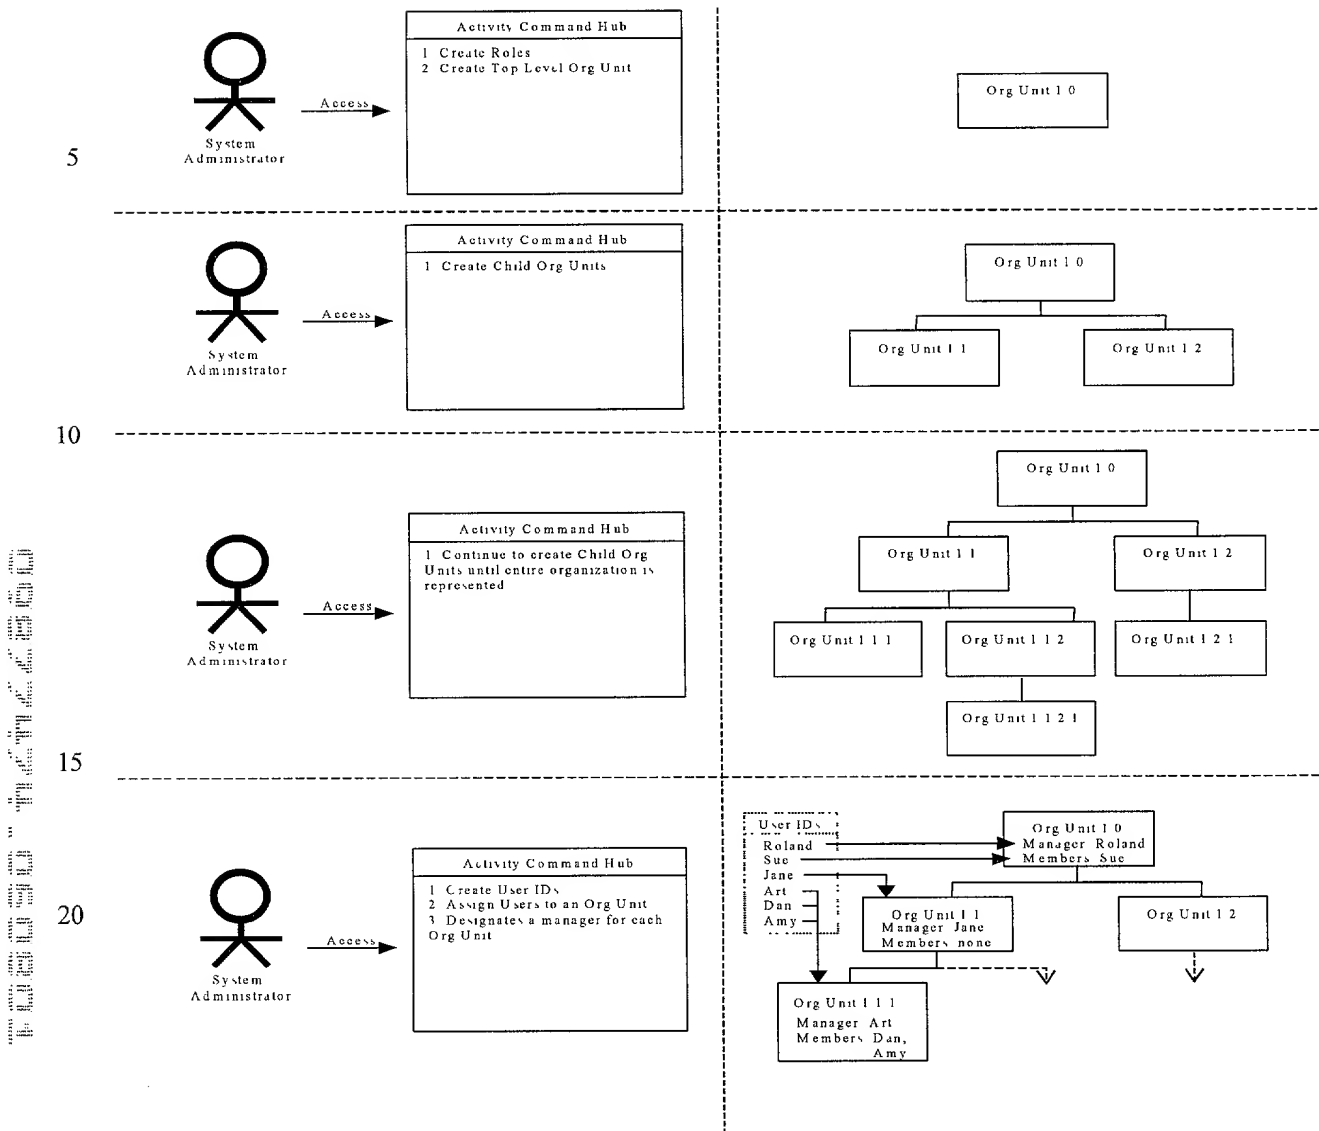 Activity Command Hub
1 Create Roles
2 Create Top Level Org Unit
Access
System
Administrator
Org Unit 1 0
5
Activity Command Hub
1 Create Child Org Units
Access
System
Administrator
Org Unit 1 0
Org Unit 1 1
Org Unit 1 2
10
Activity Command Hub
1 Continue to create Child Org
Units until entire organization is
represented
Access
System
Administrator
Org Unit 1 0
Org Unit 1 1
Org Unit 1 2
Org Unit 1 1 1
Org Unit 1 1 2
Org Unit 1 2 1
Org Unit 1 1 2 1
15
Activity Command Hub
1 Create User IDs
2 Assign Users to an Org Unit
3 Designates a manager for each
Org Unit
Access
System
Administrator
20
User IDs
Roland
Sue
Jane
Art
Dan
Amy
Org Unit 1 0
Manager Roland
Members Sue
Org Unit 1 1
Manager Jane
Members none
Org Unit 1 2
Org Unit 1 1 1
Manager Art
Members Dan,
Amy